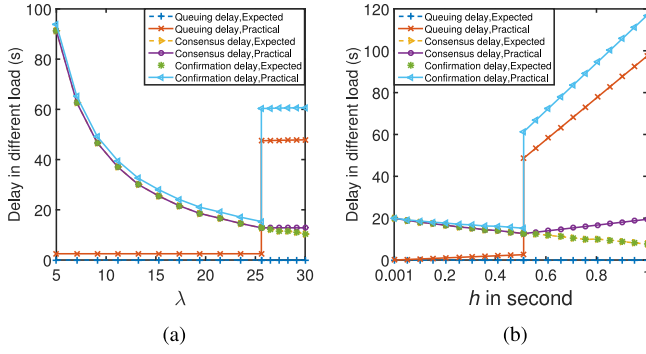 Delay in different load (s)
100
80
60
40
20
0
Queuing delay,Expected
Queuing delay,Practical
Consensus delay,Expected
Consensus delay,Practical
Confirmation delay,Expected
Confirmation delay,Practical
5 10 15 20 25 30
λ
(a)
Delay in different load (s)
120
100
80
60
40
20
0
Queuing delay,Expected
Queuing delay,Practical
Consensus delay,Expected
Consensus delay,Practical
Confirmation delay,Expected
Confirmation delay,Practical
0.001 0.2 0.4 0.6 0.8 1
h in second
(b)